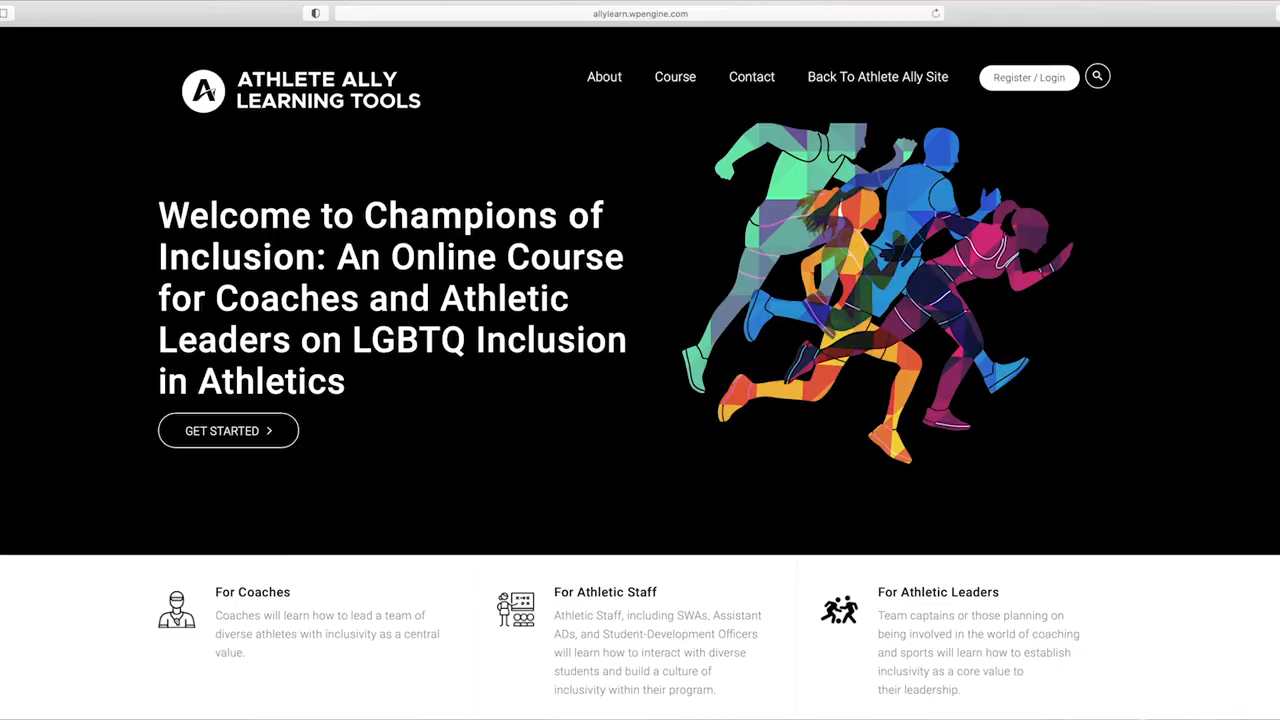 allylearn.wpengine.com
ATHLETE ALLY
LEARNING TOOLS
About
Course
Contact
Back To Athlete Ally Site
Register / Login
Welcome to Champions of
Inclusion: An Online Course
for Coaches and Athletic
Leaders on LGBTQ Inclusion
in Athletics
GET STARTED
For Coaches
Coaches will learn how to lead a team of
diverse athletes with inclusivity as a central
value.
For Athletic Staff
Athletic Staff, including SWAs, Assistant
ADs, and Student-Development Officers
will learn how to interact with diverse
students and build a culture of
inclusivity within their program.
For Athletic Leaders
Team captains or those planning on
being involved in the world of coaching
and sports will learn how to establish
inclusivity as a core value to
their leadership.